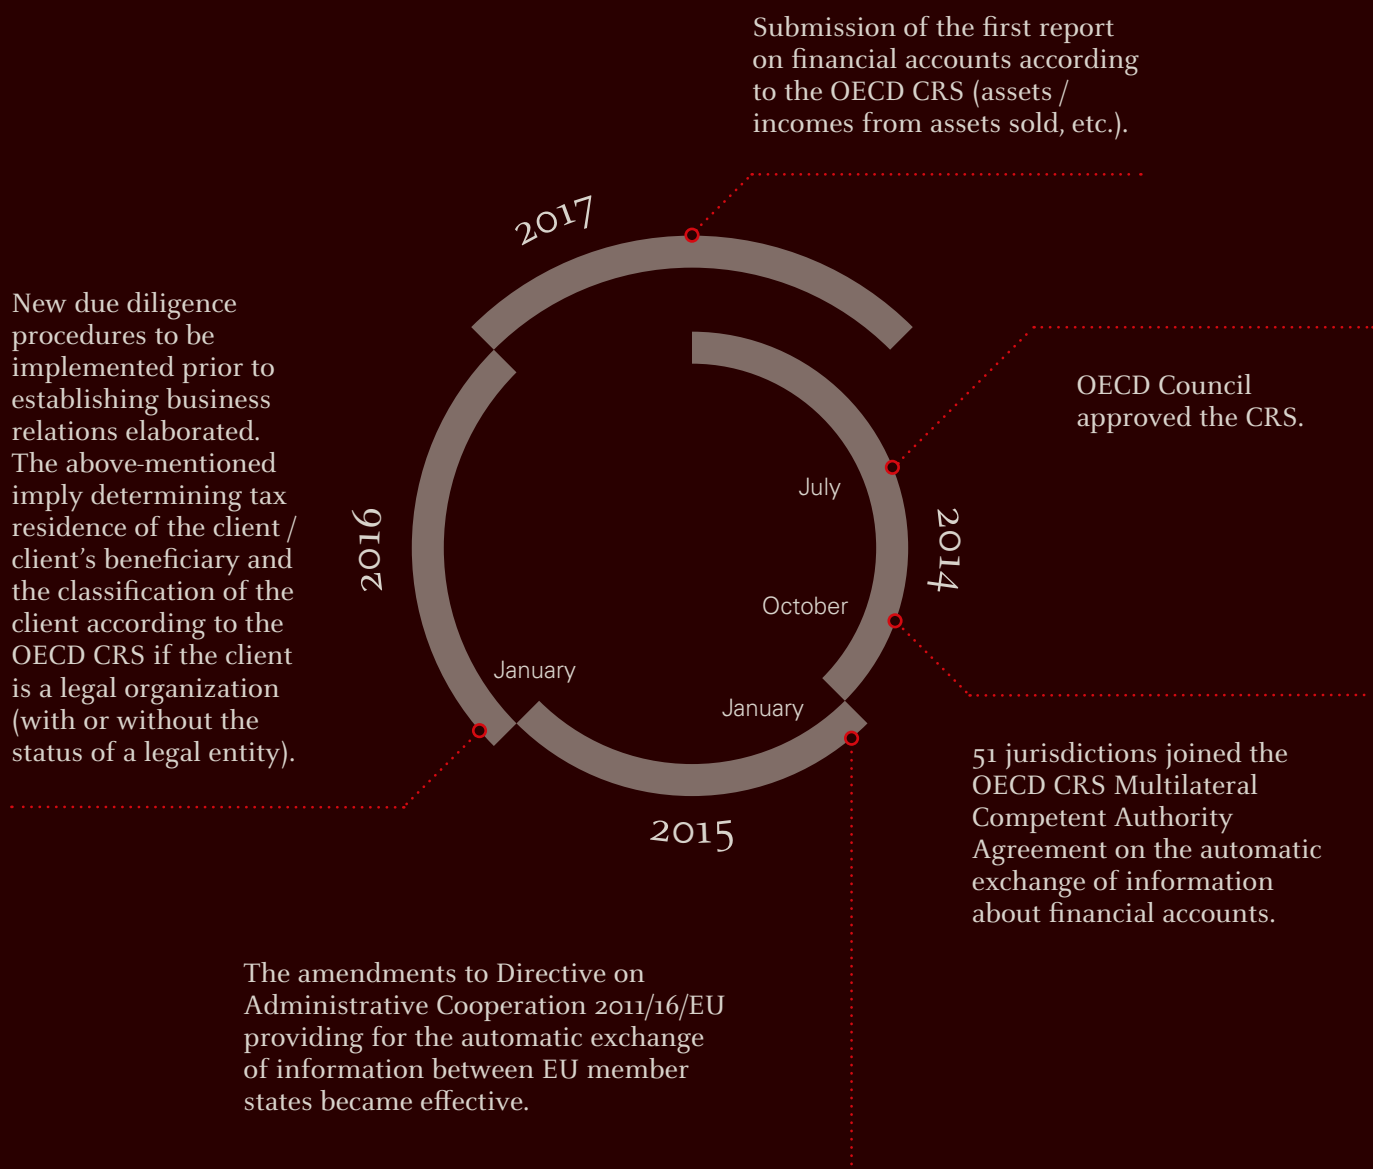 Submission of the first report
on financial accounts according
to the OECD CRS (assets /
incomes from assets sold, etc.).
2017
New due diligence
procedures to be
implemented prior to
establishing business
relations elaborated.
The above-mentioned
imply determining tax
residence of the client /
client’s beneficiary and
the classification of the
client according to the
OECD CRS if the client
is a legal organization
(with or without the
status of a legal entity).
2016
January
OECD Council
approved the CRS.
July
2014
October
January
2015
51 jurisdictions joined the
OECD CRS Multilateral
Competent Authority
Agreement on the automatic
exchange of information
about financial accounts.
The amendments to Directive on
Administrative Cooperation 2011/16/EU
providing for the automatic exchange
of information between EU member
states became effective.